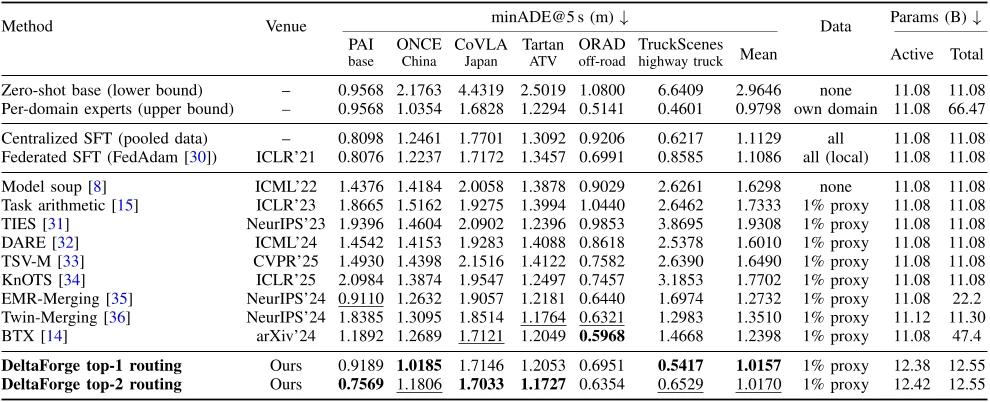 Method Venue minADE@5 s (m) ↓ Data Params (B) ↓
PAI base ONCE China CoVLA Japan Tartan ATV ORAD off-road TruckScenes highway truck Mean Active Total
Zero-shot base (lower bound) – 0.9568 2.1763 4.4319 2.5019 1.0800 6.6409 2.9646 none 11.08 11.08
Per-domain experts (upper bound) – 0.9568 1.0354 1.6828 1.2294 0.5141 0.4601 0.9798 own domain 11.08 66.47
Centralized SFT (pooled data) – 0.8098 1.2461 1.7701 1.3092 0.9206 0.6217 1.1129 all 11.08 11.08
Federated SFT (FedAdam [30]) ICLR'21 0.8076 1.2237 1.7172 1.3457 0.6991 0.8585 1.1086 all (local) 11.08 11.08
Model soup [8] ICML'22 1.4376 1.4184 2.0058 1.3878 0.9029 2.6261 1.6298 none 11.08 11.08
Task arithmetic [15] ICLR'23 1.8665 1.5162 1.9275 1.3994 1.0440 2.6462 1.7333 1% proxy 11.08 11.08
TIES [31] NeurIPS'23 1.9396 1.4604 2.0902 1.2396 0.9853 3.8695 1.9308 1% proxy 11.08 11.08
DARE [32] ICML'24 1.4542 1.4153 1.9283 1.4088 0.8618 2.5378 1.6010 1% proxy 11.08 11.08
TSV-M [33] CVPR'25 1.4930 1.4398 2.1516 1.4122 0.7582 2.6390 1.6490 1% proxy 11.08 11.08
KnOTS [34] ICLR'25 2.0984 1.3874 1.9547 1.2497 0.7457 3.1853 1.7702 1% proxy 11.08 11.08
EMR-Merging [35] NeurIPS'24 0.9110 1.2632 1.9057 1.2181 0.6440 1.6974 1.2732 1% proxy 11.08 22.2
Twin-Merging [36] NeurIPS'24 1.8385 1.3095 1.8514 1.1764 0.6321 1.2983 1.3510 1% proxy 11.12 11.30
BTX [14] arXiv'24 1.1892 1.2689 1.7121 1.2049 0.5968 1.4668 1.2398 1% proxy 11.08 47.4
DeltaForge top-1 routing Ours 0.9189 1.0185 1.7146 1.2053 0.6951 0.5417 1.0157 1% proxy 12.38 12.55
DeltaForge top-2 routing Ours 0.7569 1.1806 1.7033 1.1727 0.6354 0.6529 1.0170 1% proxy 12.42 12.55